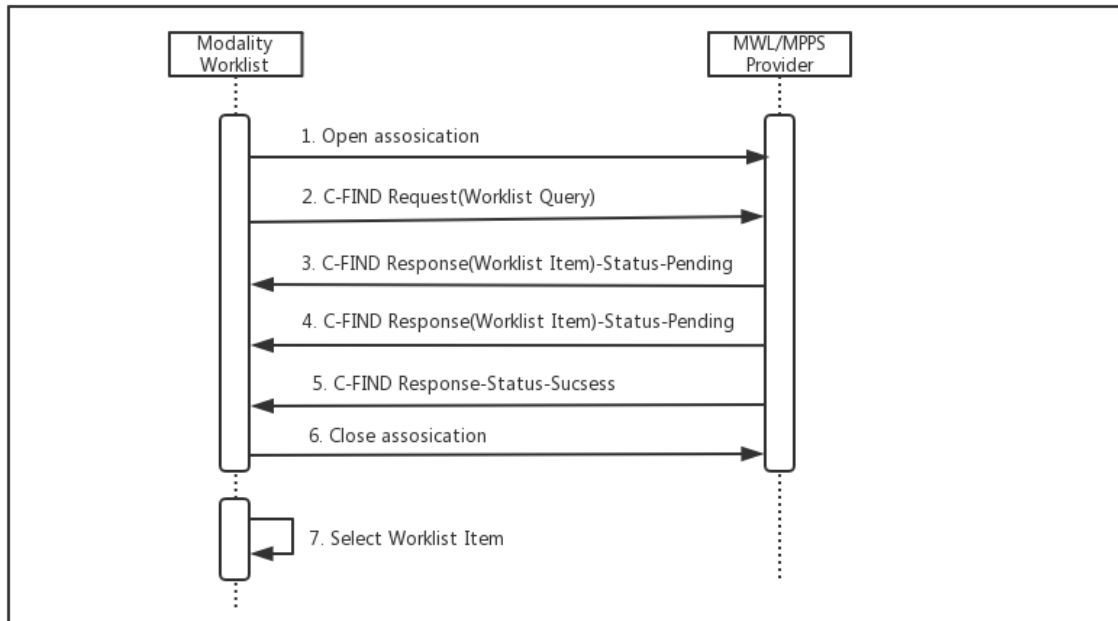 Modality
Worklist
MWL/MPPS
Provider
1. Open assosication
2. C-FIND Request(Worklist Query)
3. C-FIND Response(Worklist Item)-Status-Pending
4. C-FIND Response(Worklist Item)-Status-Pending
5. C-FIND Response-Status-Sucsess
6. Close assosication
7. Select Worklist Item